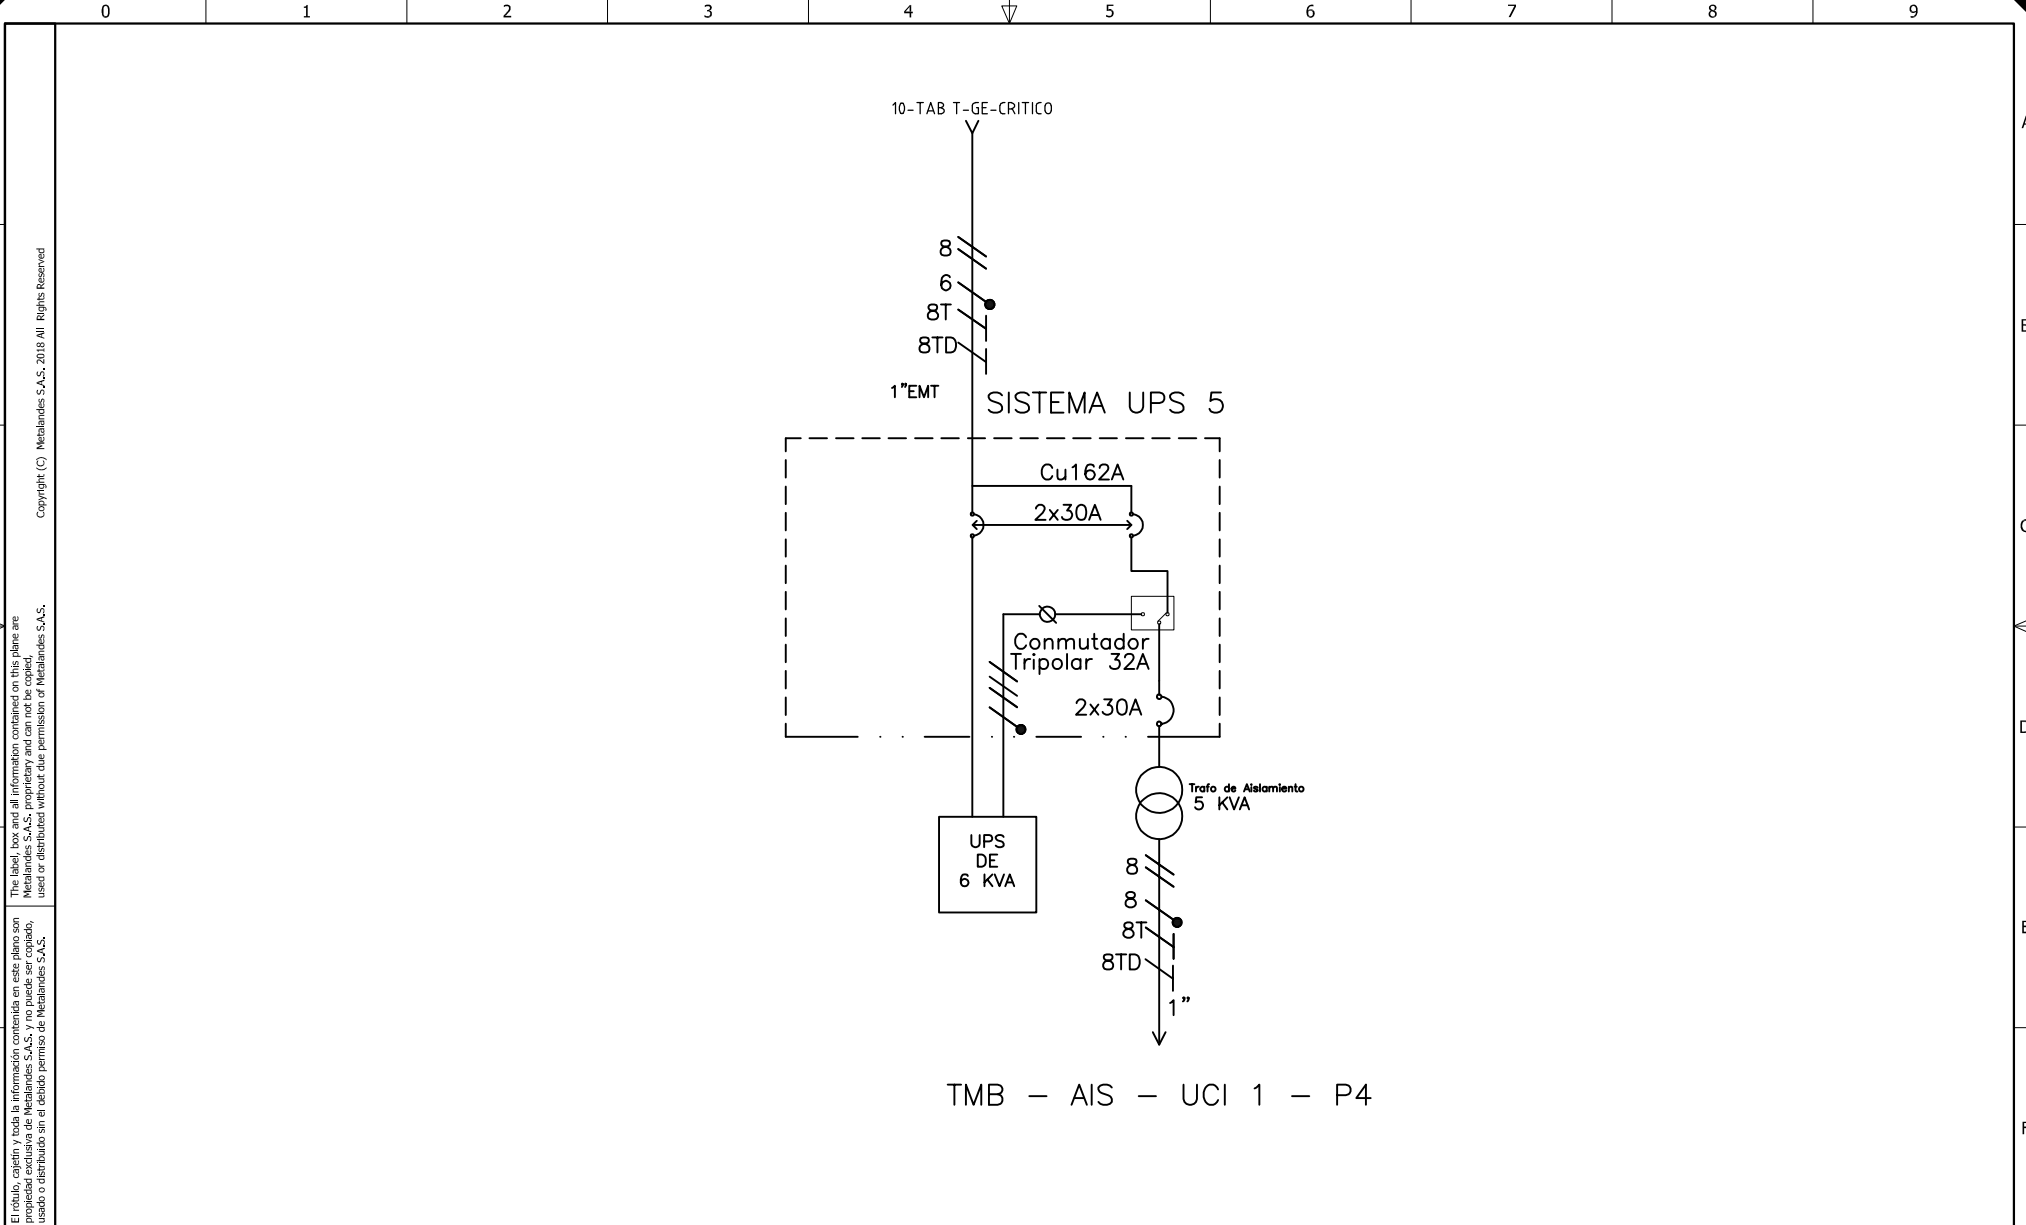 0 1 2 3 4 5 6 7 8 9
10-TAB T-GE-CRITICO
8
6
8T
8TD
1"EMT
SISTEMA UPS 5
Cu162A
2x30A
Conmutador
Tripolar 32A
2x30A
Trafo de Aislamiento
5 KVA
UPS
DE
6 KVA
8
8
8T
8TD
1"
TMB - AIS - UCI 1 - P4
Copyright (C) Metalandes S.A.S. 2018 All Rights Reserved
The label, box and all information contained on this plane are
Metalandes S.A.S. proprietary and can not be copied,
used or distributed without due permission of Metalandes S.A.S.
El rótulo, cajetín y toda la información contenida en este plano son
propiedad exclusiva de Metalandes S.A.S. y no puede ser copiado,
usado o distribuido sin el debido permiso de Metalandes S.A.S.